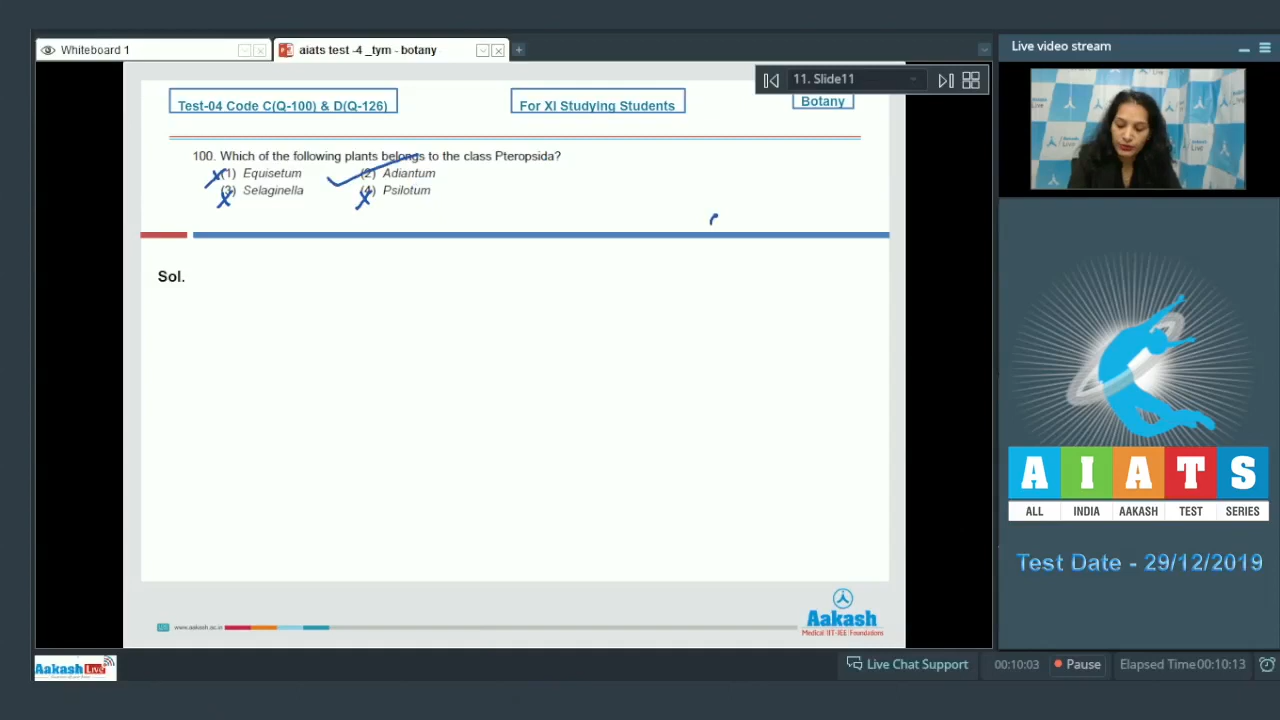 Whiteboard 1
aiats test -4 _tym - botany
Live video stream
11. Slide11
Test-04 Code C(Q-100) & D(Q-126)
For XI Studying Students
Botany
100. Which of the following plants belongs to the class Pteropsida?
(1) Equisetum
(2) Adiantum
(3) Selaginella
(4) Psilotum
Sol.
AIATS
ALL INDIA AAKASH TEST SERIES
Test Date - 29/12/2019
www.aakash.ac.in
Aakash
Medical|IIT-JEE|Foundations
Aakash Live
Live Chat Support
00:10:03
Pause
Elapsed Time 00:10:13